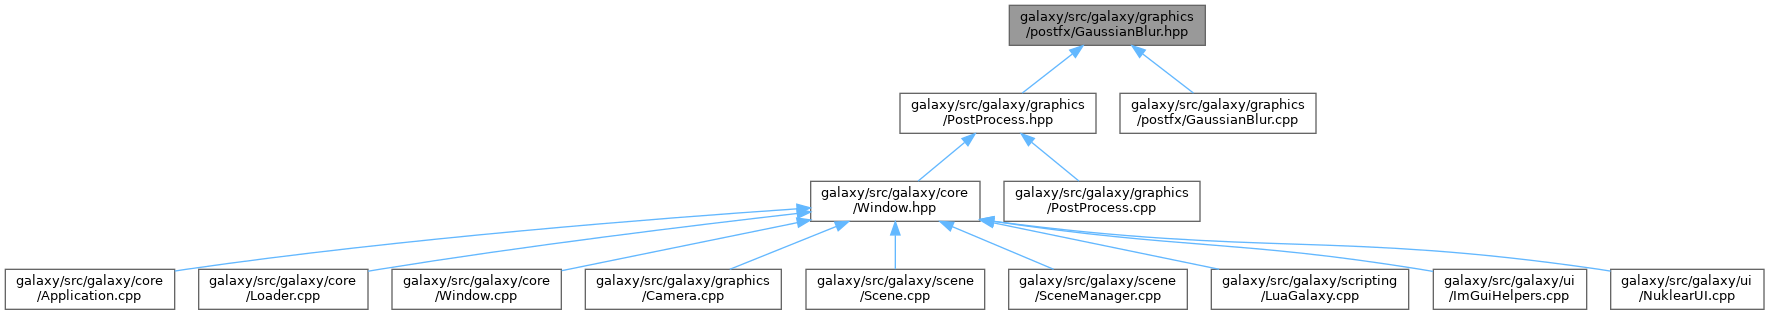 galaxy/src/galaxy/graphics
/postfx/GaussianBlur.hpp
galaxy/src/galaxy/graphics
/PostProcess.hpp
galaxy/src/galaxy/graphics
/postfx/GaussianBlur.cpp
galaxy/src/galaxy/core
/Window.hpp
galaxy/src/galaxy/graphics
/PostProcess.cpp
galaxy/src/galaxy/core
/Application.cpp
galaxy/src/galaxy/core
/Loader.cpp
galaxy/src/galaxy/core
/Window.cpp
galaxy/src/galaxy/graphics
/Camera.cpp
galaxy/src/galaxy/scene
/Scene.cpp
galaxy/src/galaxy/scene
/SceneManager.cpp
galaxy/src/galaxy/scripting
/LuaGalaxy.cpp
galaxy/src/galaxy/ui
/ImGuiHelpers.cpp
galaxy/src/galaxy/ui
/NuklearUI.cpp